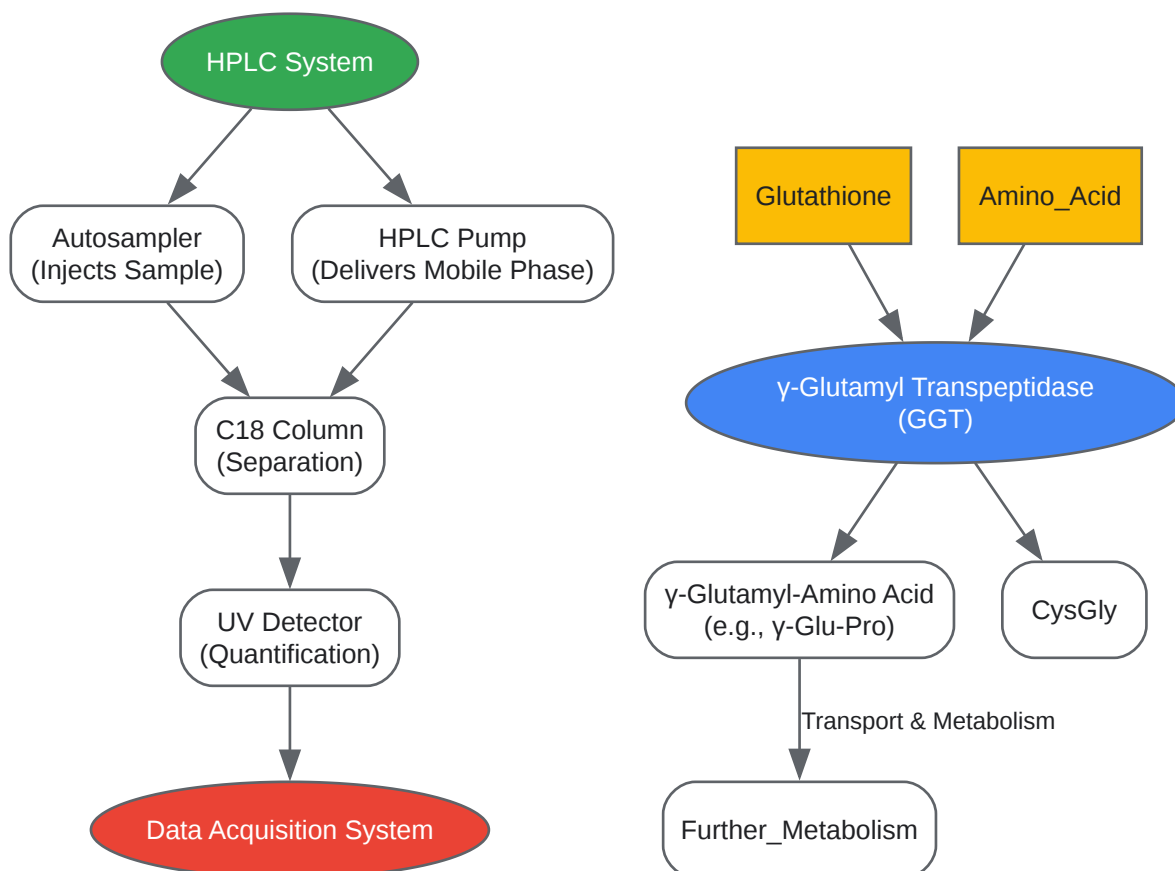 HPLC System
Autosampler
(Injects Sample)
HPLC Pump
(Delivers Mobile Phase)
C18 Column
(Separation)
UV Detector
(Quantification)
Data Acquisition System
Glutathione
Amino_Acid
γ-Glutamyl Transpeptidase
(GGT)
γ-Glutamyl-Amino Acid
(e.g., γ-Glu-Pro)
CysGly
Transport & Metabolism
Further_Metabolism